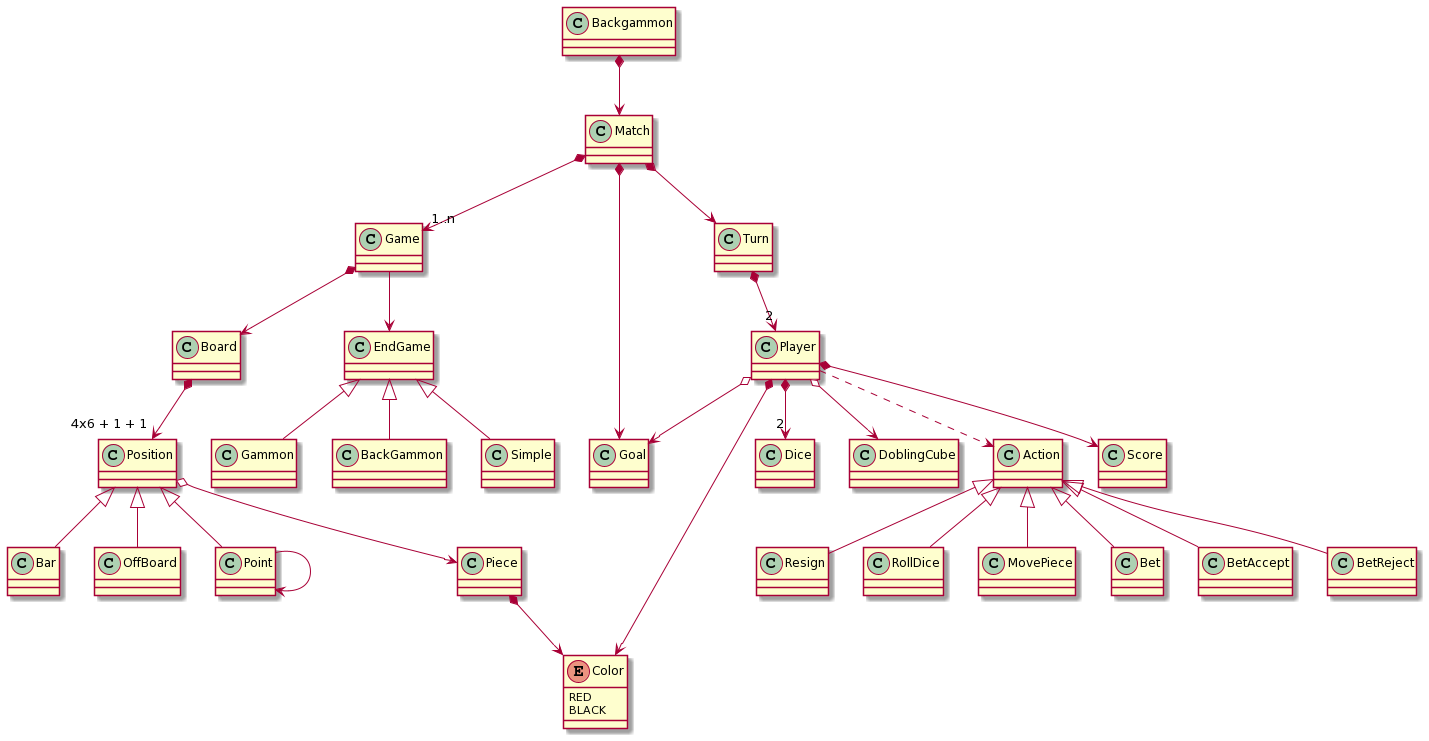 C Backgammon
C Match
1..n
C Game
C Turn
2
C Board
C EndGame
C Player
4x6 + 1 + 1
2
C Position
C Gammon
C BackGammon
C Simple
C Goal
C Dice
C DoblingCube
C Action
C Score
C Bar
C OffBoard
C Point
C Piece
C Resign
C RollDice
C MovePiece
C Bet
C BetAccept
C BetReject
E Color
RED
BLACK